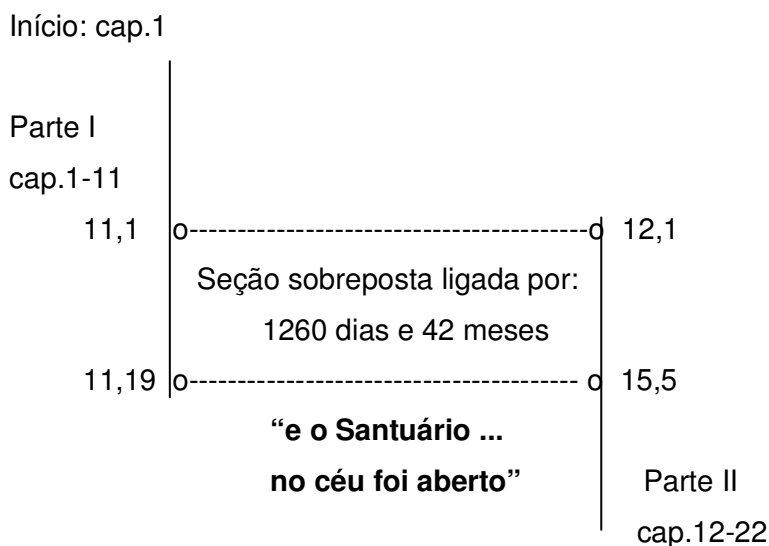 Início: cap.1
Parte I
cap.1-11
11,1 o----------------------------------------o 12,1
Seção sobreposta ligada por:
1260 dias e 42 meses
11,19 o--------------------------------------- o 15,5
“e o Santuário ...
no céu foi aberto”
Parte II
cap.12-22